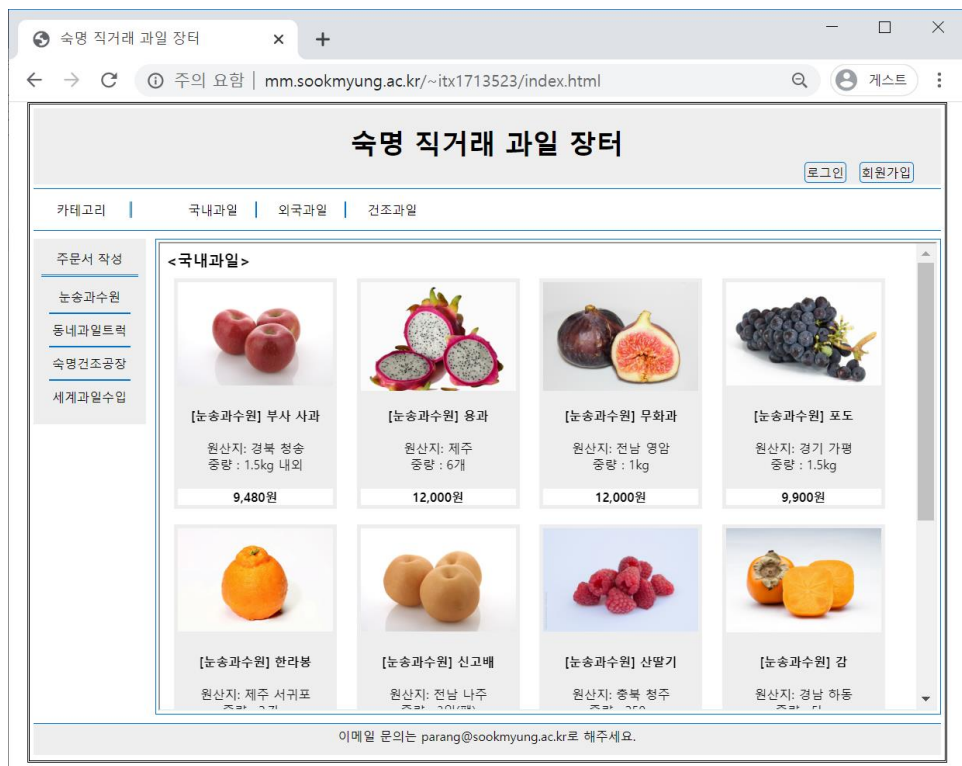 숙명 직거래 과일 장터
주의 요함 | mm.sookmyung.ac.kr/~itx1713523/index.html
게스트
숙명 직거래 과일 장터
로그인 회원가입
카테고리 국내과일 외국과일 건조과일
주문서 작성
눈송과수원
동네과일트럭
숙명건조공장
세계과일수입
<국내과일>
[눈송과수원] 부사 사과
원산지: 경북 청송
중량 : 1.5kg 내외
9,480원
[눈송과수원] 용과
원산지: 제주
중량 : 6개
12,000원
[눈송과수원] 무화과
원산지: 전남 영암
중량 : 1kg
12,000원
[눈송과수원] 포도
원산지: 경기 가평
중량 : 1.5kg
9,900원
[눈송과수원] 한라봉
원산지: 제주 서귀포
[눈송과수원] 신고배
원산지: 전남 나주
[눈송과수원] 산딸기
원산지: 충북 청주
[눈송과수원] 감
원산지: 경남 하동
이메일 문의는 parang@sookmyung.ac.kr로 해주세요.